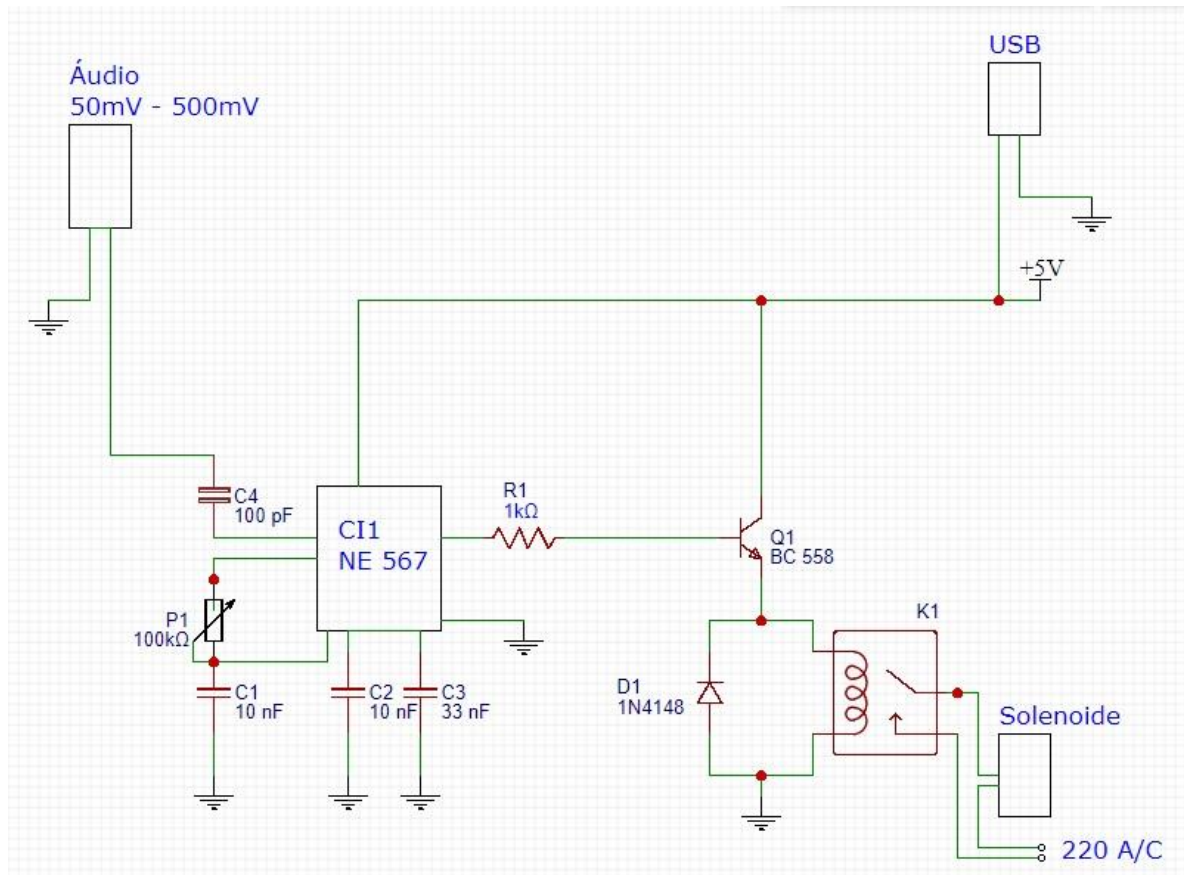 USB
Áudio
50mV - 500mV
+5V
C4
100 pF
CI1
NE 567
R1
1kΩ
Q1
BC 558
P1
100kΩ
K1
C1
10 nF
C2
10 nF
C3
33 nF
D1
1N4148
Solenoide
220 A/C